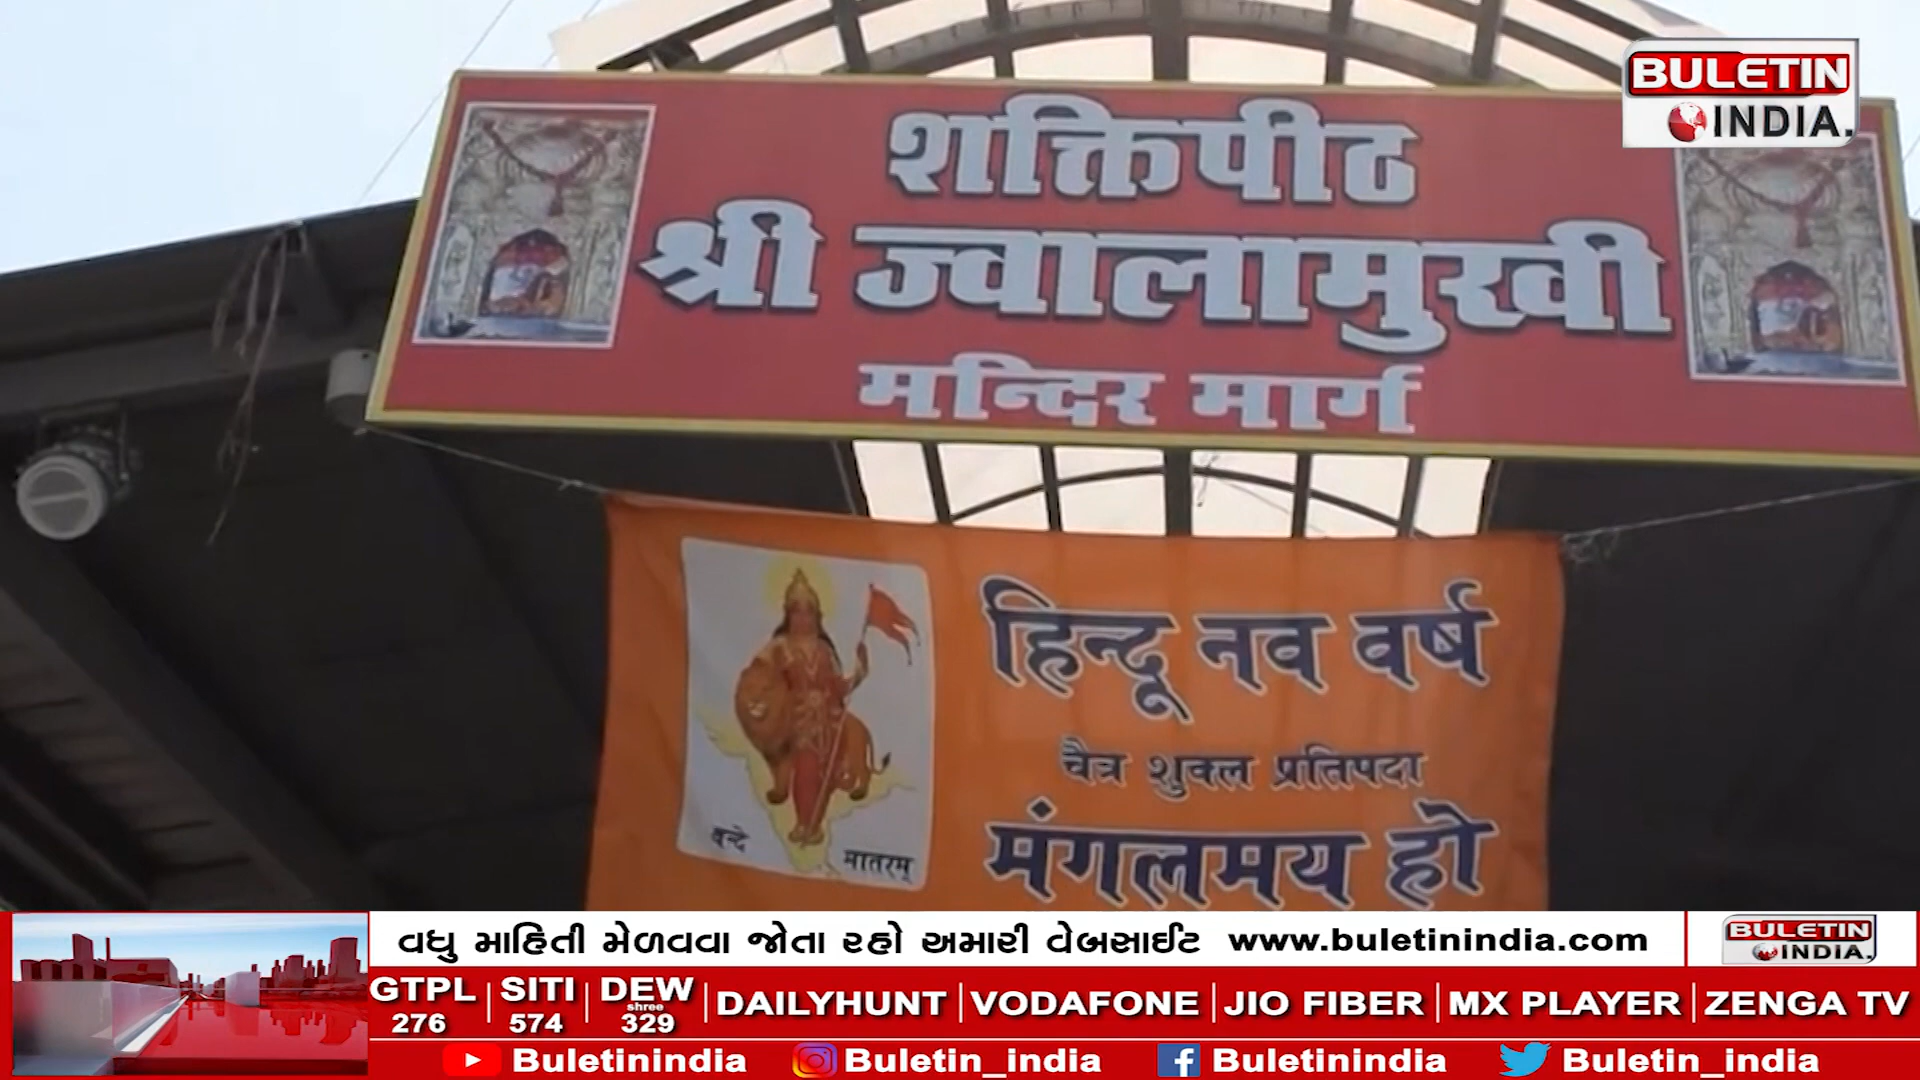 BULETIN
INDIA.
शक्तिपीठ
श्री ज्वालामुखी
मन्दिर मार्ग
हिन्दू नव वर्ष
चैत्र शुक्ल प्रतिपदा
मंगलमय हो
वन्दे
मातरम्
વધુ માહિતી મેળવવા જોતા રહો અમારી વેબસાઈટ www.buletinindia.com
BULETIN
INDIA.
GTPL 276 | SITI 574 | DEW shree 329 | DAILYHUNT | VODAFONE | JIO FIBER | MX PLAYER | ZENGA TV
Buletinindia Buletin_india Buletinindia Buletin_india